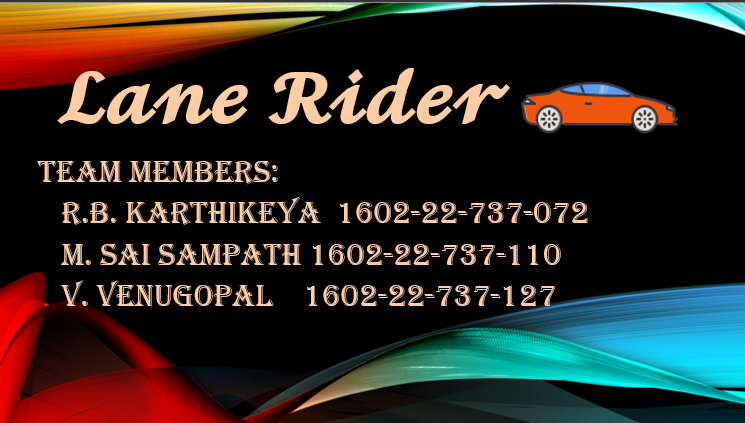 Lane Rider
TEAM MEMBERS:
R.B. KARTHIKEYA 1602-22-737-072
M. SAI SAMPATH 1602-22-737-110
V. VENUGOPAL 1602-22-737-127